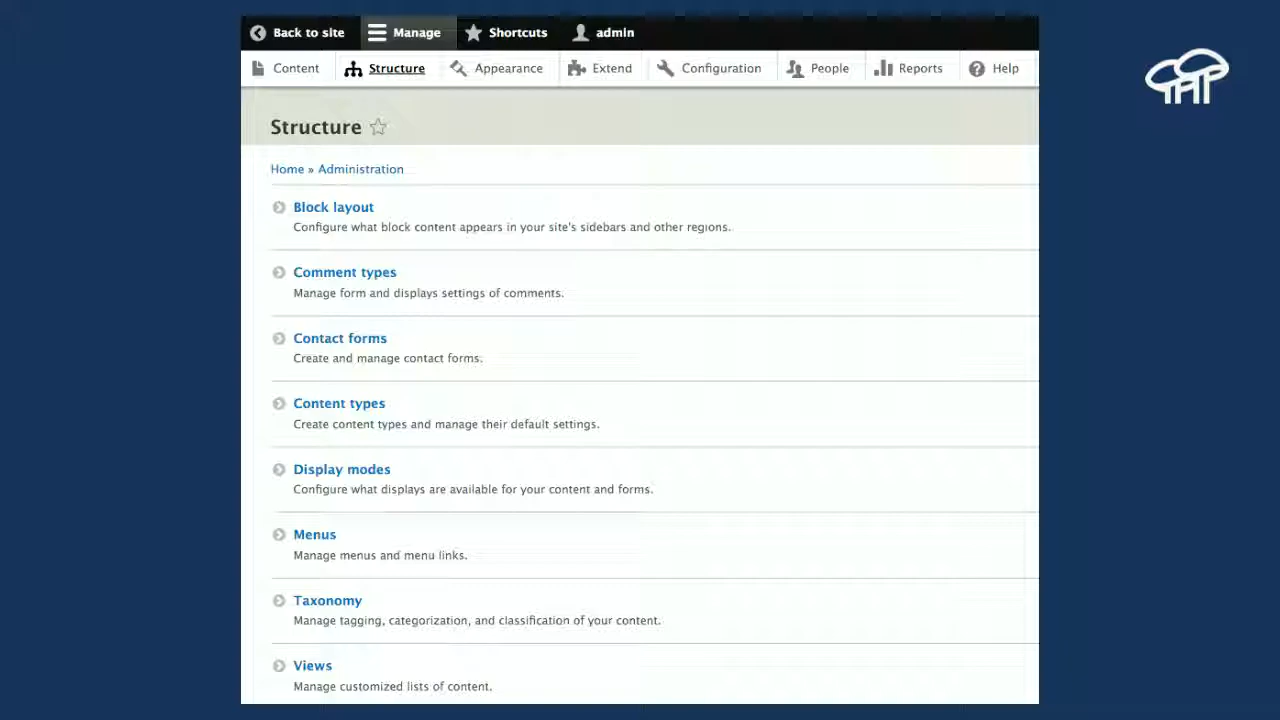 Back to site Manage Shortcuts admin
Content Structure Appearance Extend Configuration People Reports Help
Structure
Home » Administration
Block layout
Configure what block content appears in your site's sidebars and other regions.
Comment types
Manage form and displays settings of comments.
Contact forms
Create and manage contact forms.
Content types
Create content types and manage their default settings.
Display modes
Configure what displays are available for your content and forms.
Menus
Manage menus and menu links.
Taxonomy
Manage tagging, categorization, and classification of your content.
Views
Manage customized lists of content.